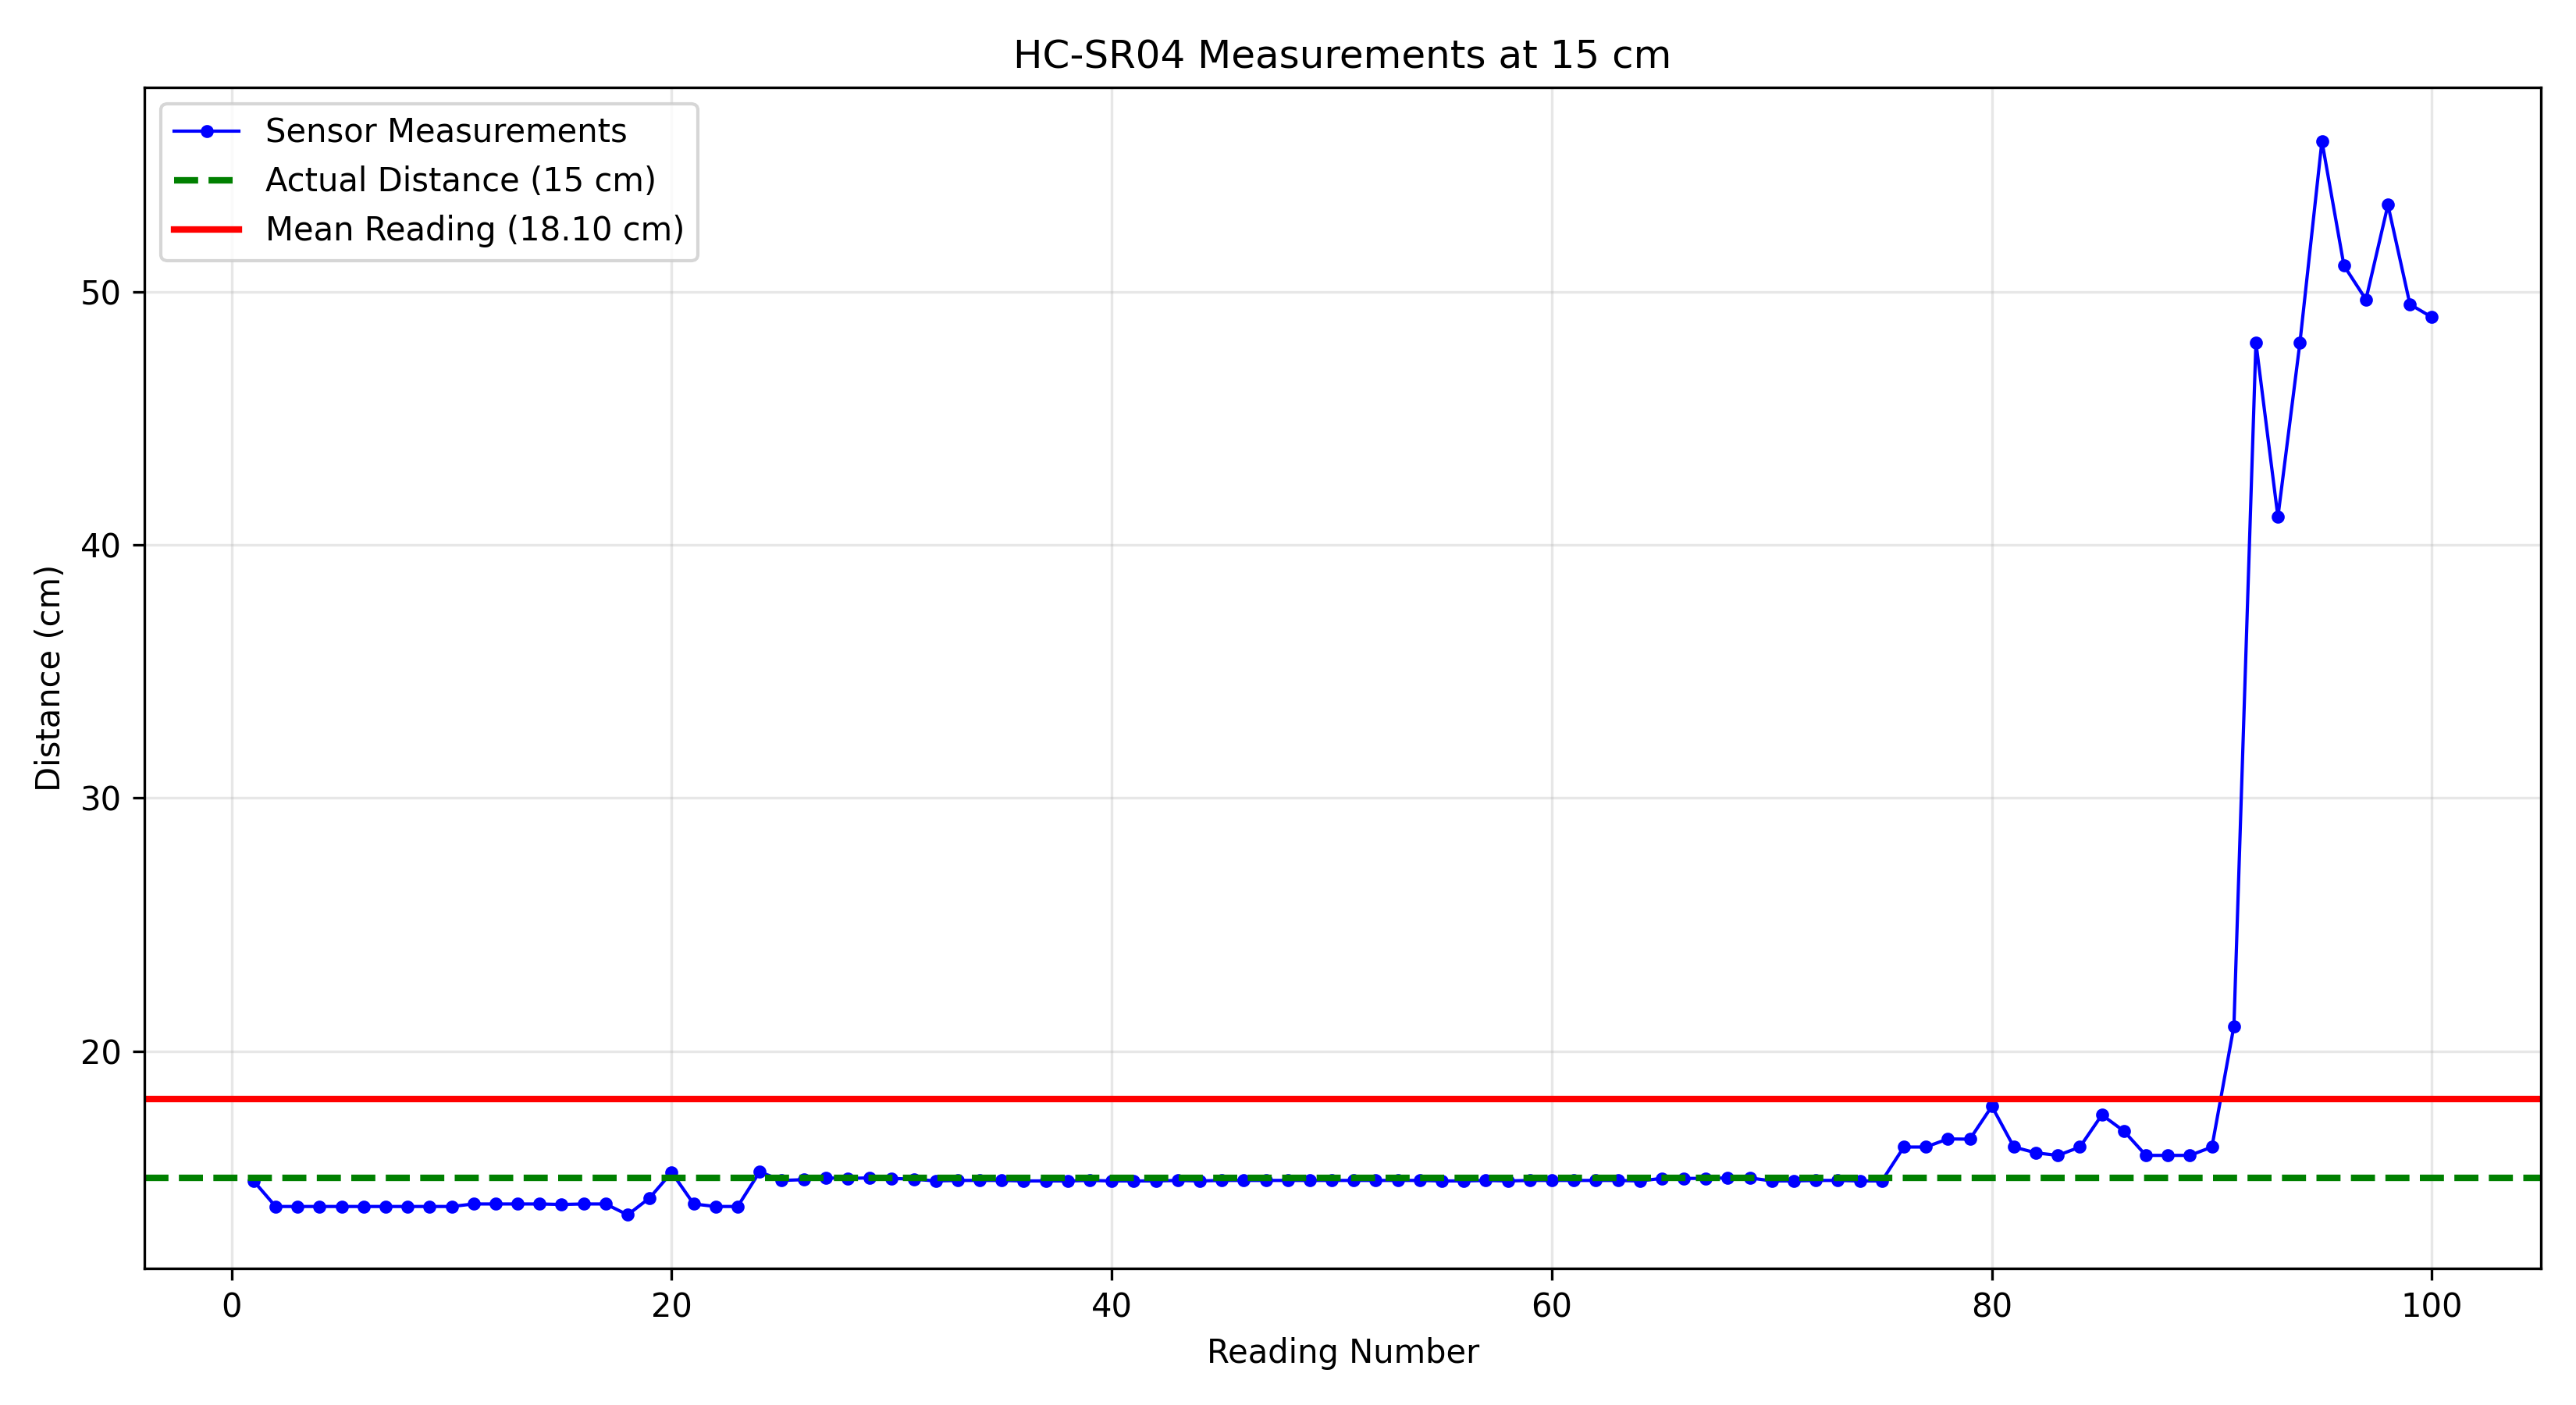 HC-SR04 Measurements at 15 cm
Sensor Measurements
Actual Distance (15 cm)
Mean Reading (18.10 cm)
Distance (cm)
50
40
30
20
0 20 40 60 80 100
Reading Number